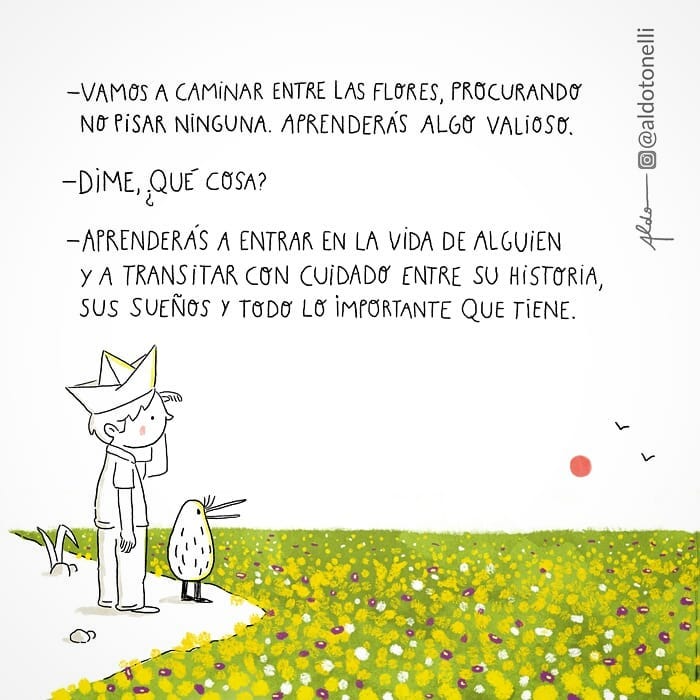 –VAMOS A CAMINAR ENTRE LAS FLORES, PROCURANDO
NO PISAR NINGUNA. APRENDERÁS ALGO VALIOSO.
–DIME, ¿QUÉ COSA?
–APRENDERÁS A ENTRAR EN LA VIDA DE ALGUIEN
Y A TRANSITAR CON CUIDADO ENTRE SU HISTORIA,
SUS SUEÑOS Y TODO LO IMPORTANTE QUE TIENE.
Aldo
@aldotonelli